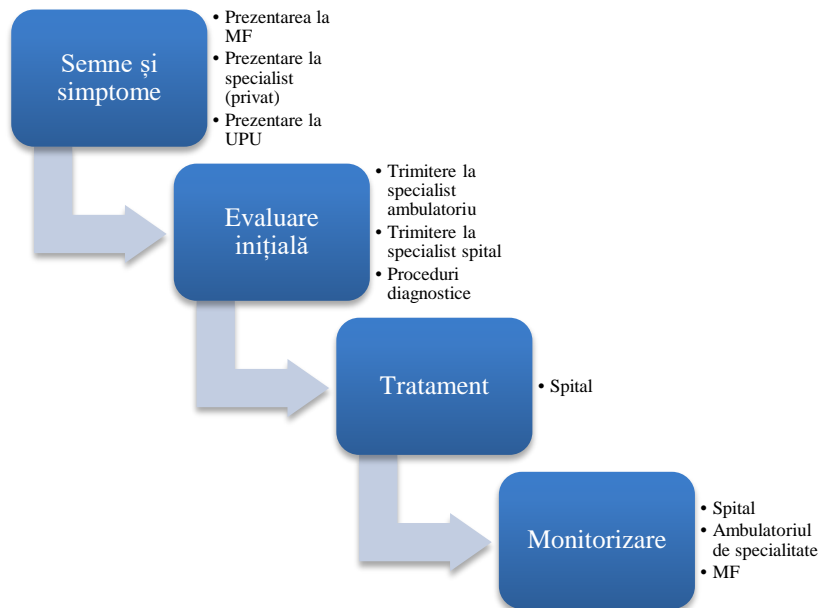 Semne și
simptome
• Prezentarea la
MF
• Prezentare la
specialist
(privat)
• Prezentare la
UPU
Evaluare
inițială
• Trimitere la
specialist
ambulatoriu
• Trimitere la
specialist spital
• Proceduri
diagnostice
Tratament
• Spital
Monitorizare
• Spital
• Ambulatoriul
de specialitate
• MF